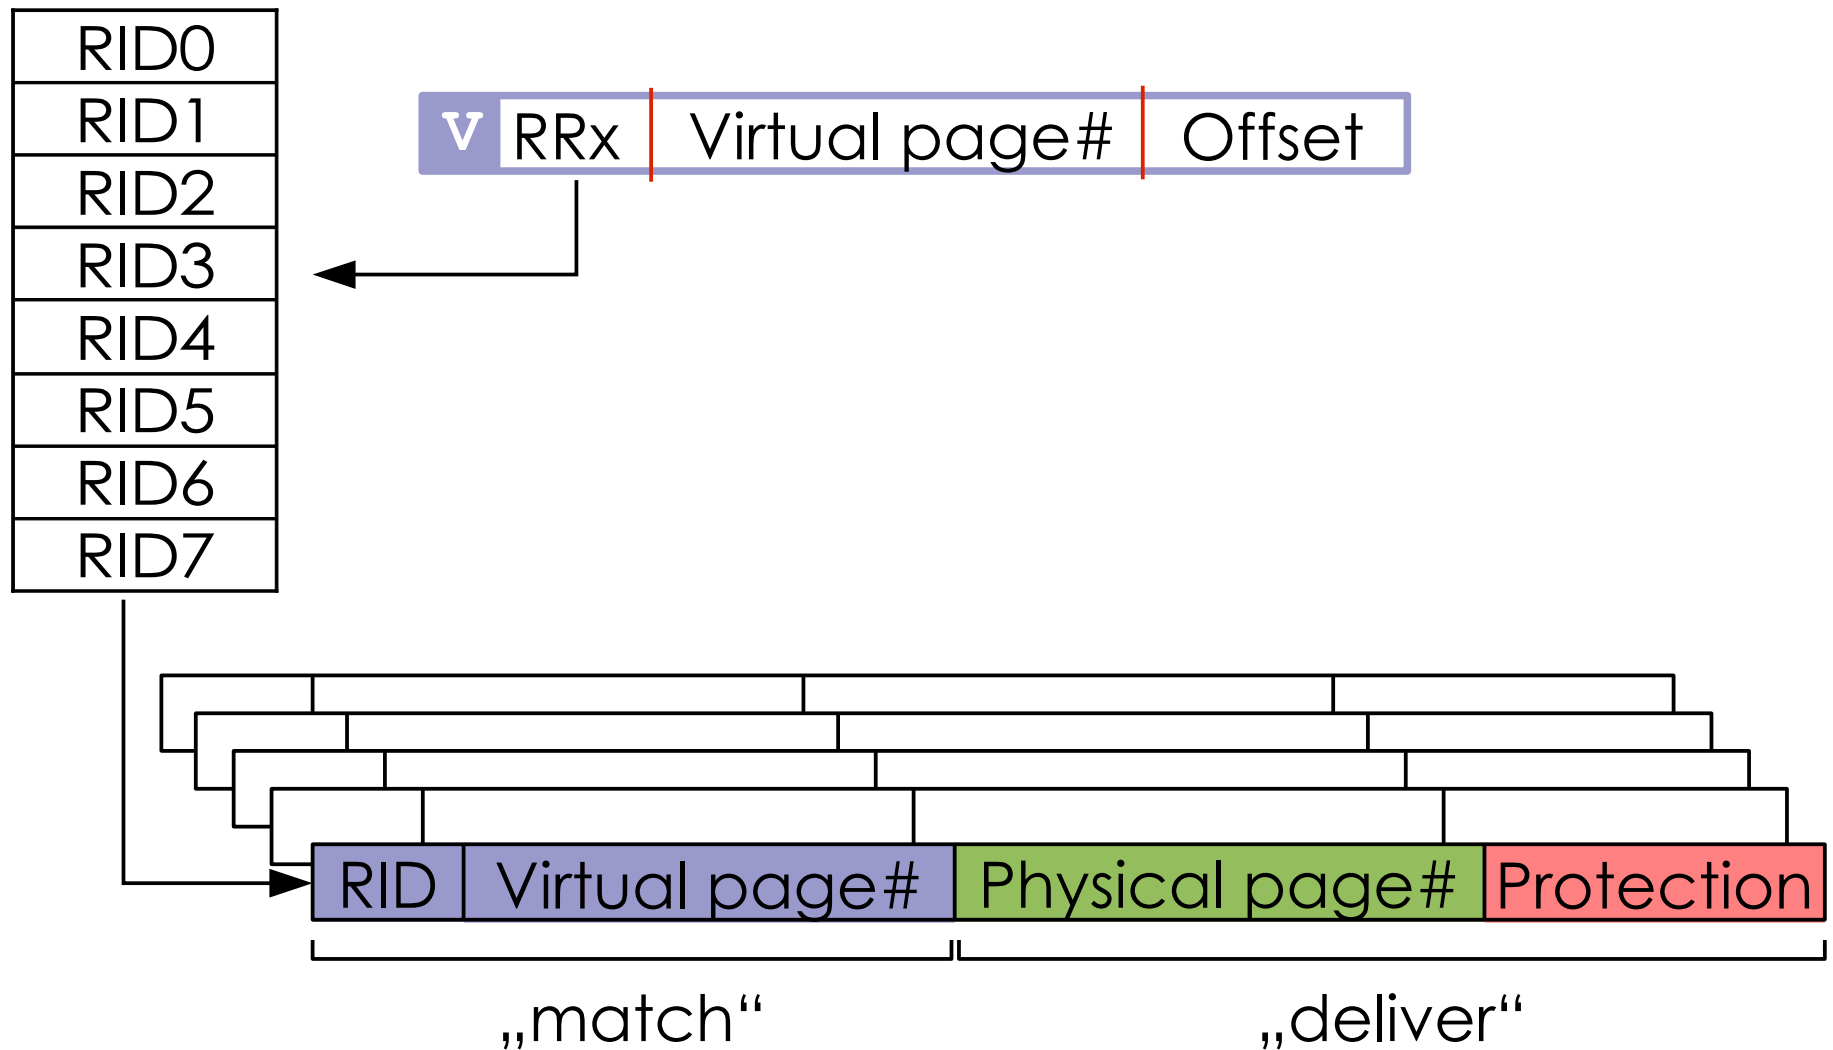 RID0
RID1
RID2
RID3
RID4
RID5
RID6
RID7
v RRx Virtual page# Offset
RID Virtual page# Physical page# Protection
„match“ „deliver“